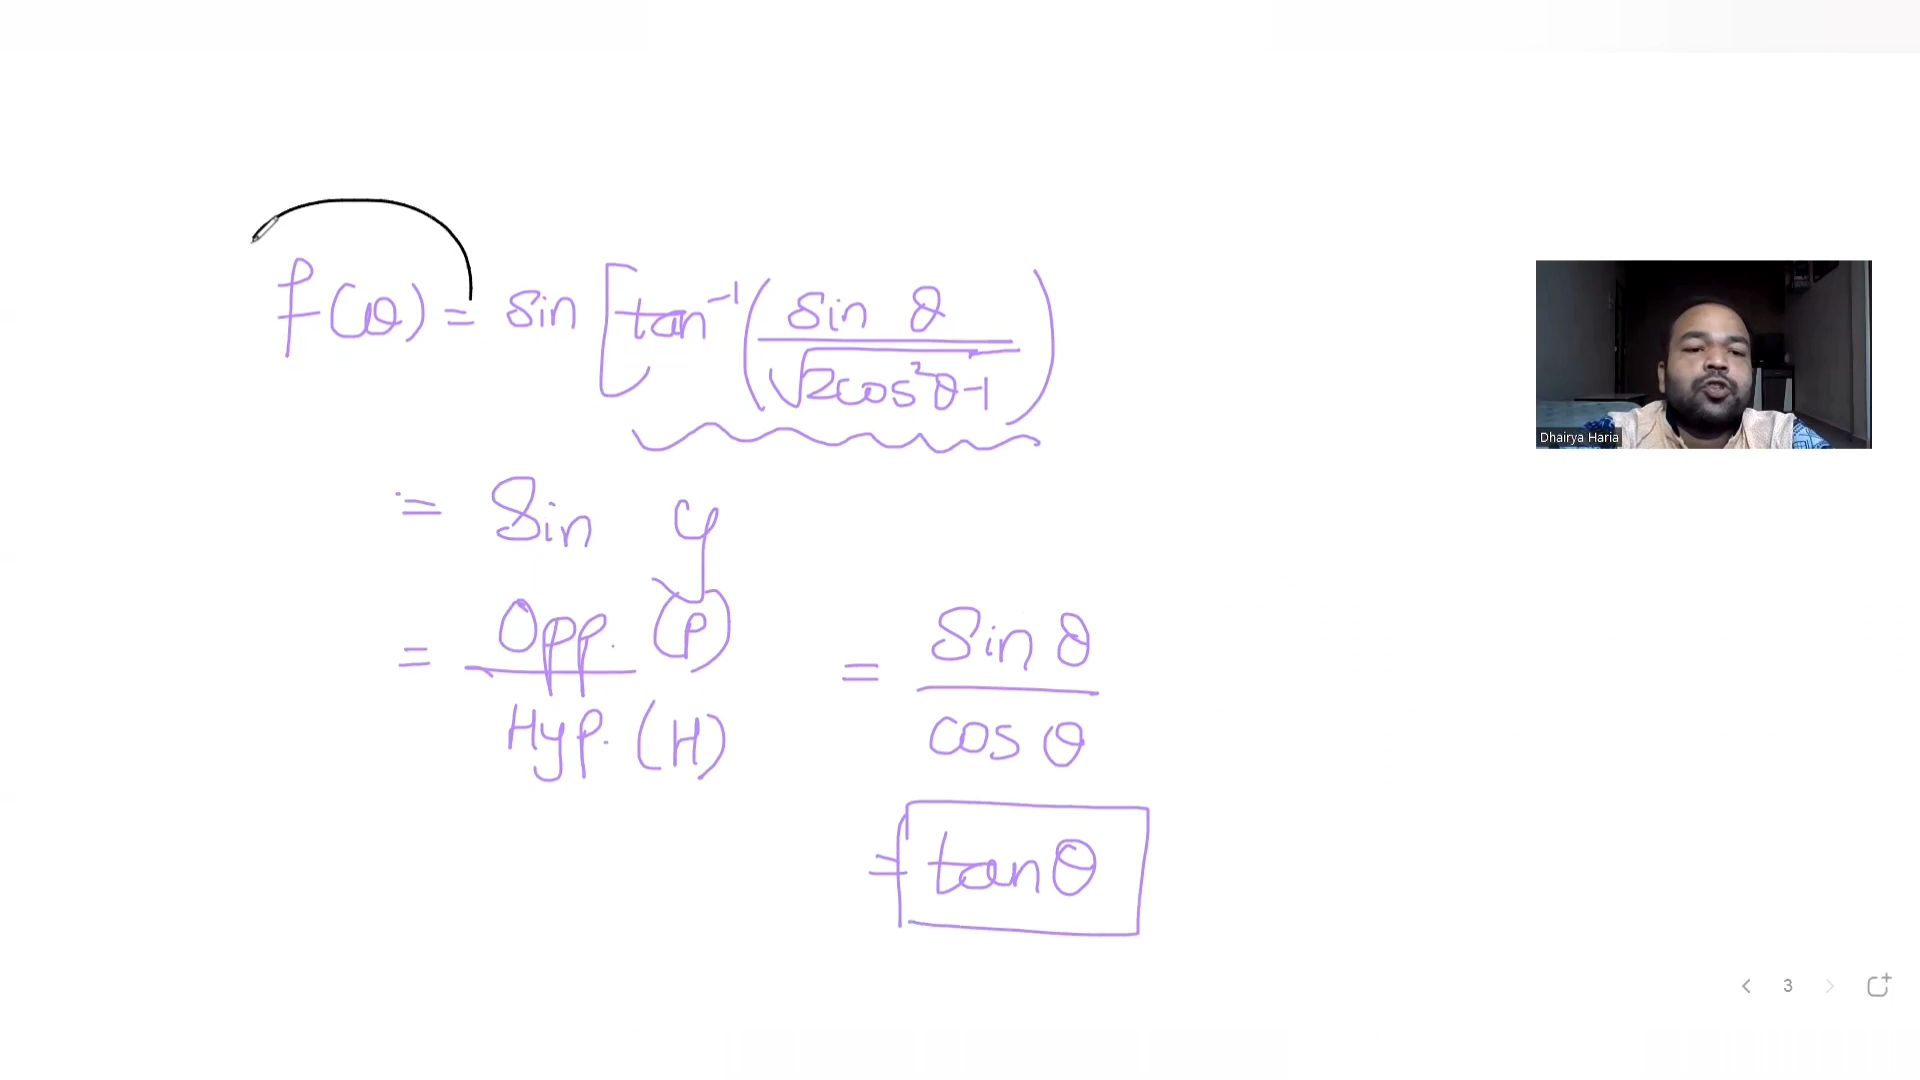 f(θ) = sin [tan⁻¹ (sin θ / √2cos²θ-1)
= Sin y
= Opp. (P) / Hyp. (H) = Sin θ / cos θ
= tan θ
Dhairya Haria
3